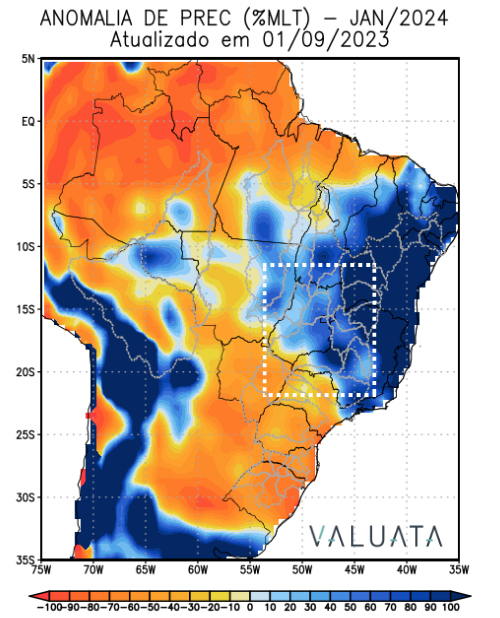 ANOMALIA DE PREC (%MLT) – JAN/2024
Atualizado em 01/09/2023
5N
EQ
5S
10S
15S
20S
25S
30S
35S
VALUATA
75W 70W 65W 60W 55W 50W 45W 40W 35W
-100 -90 -80 -70 -60 -50 -40 -30 -20 -10 0 10 20 30 40 50 60 70 80 90 100